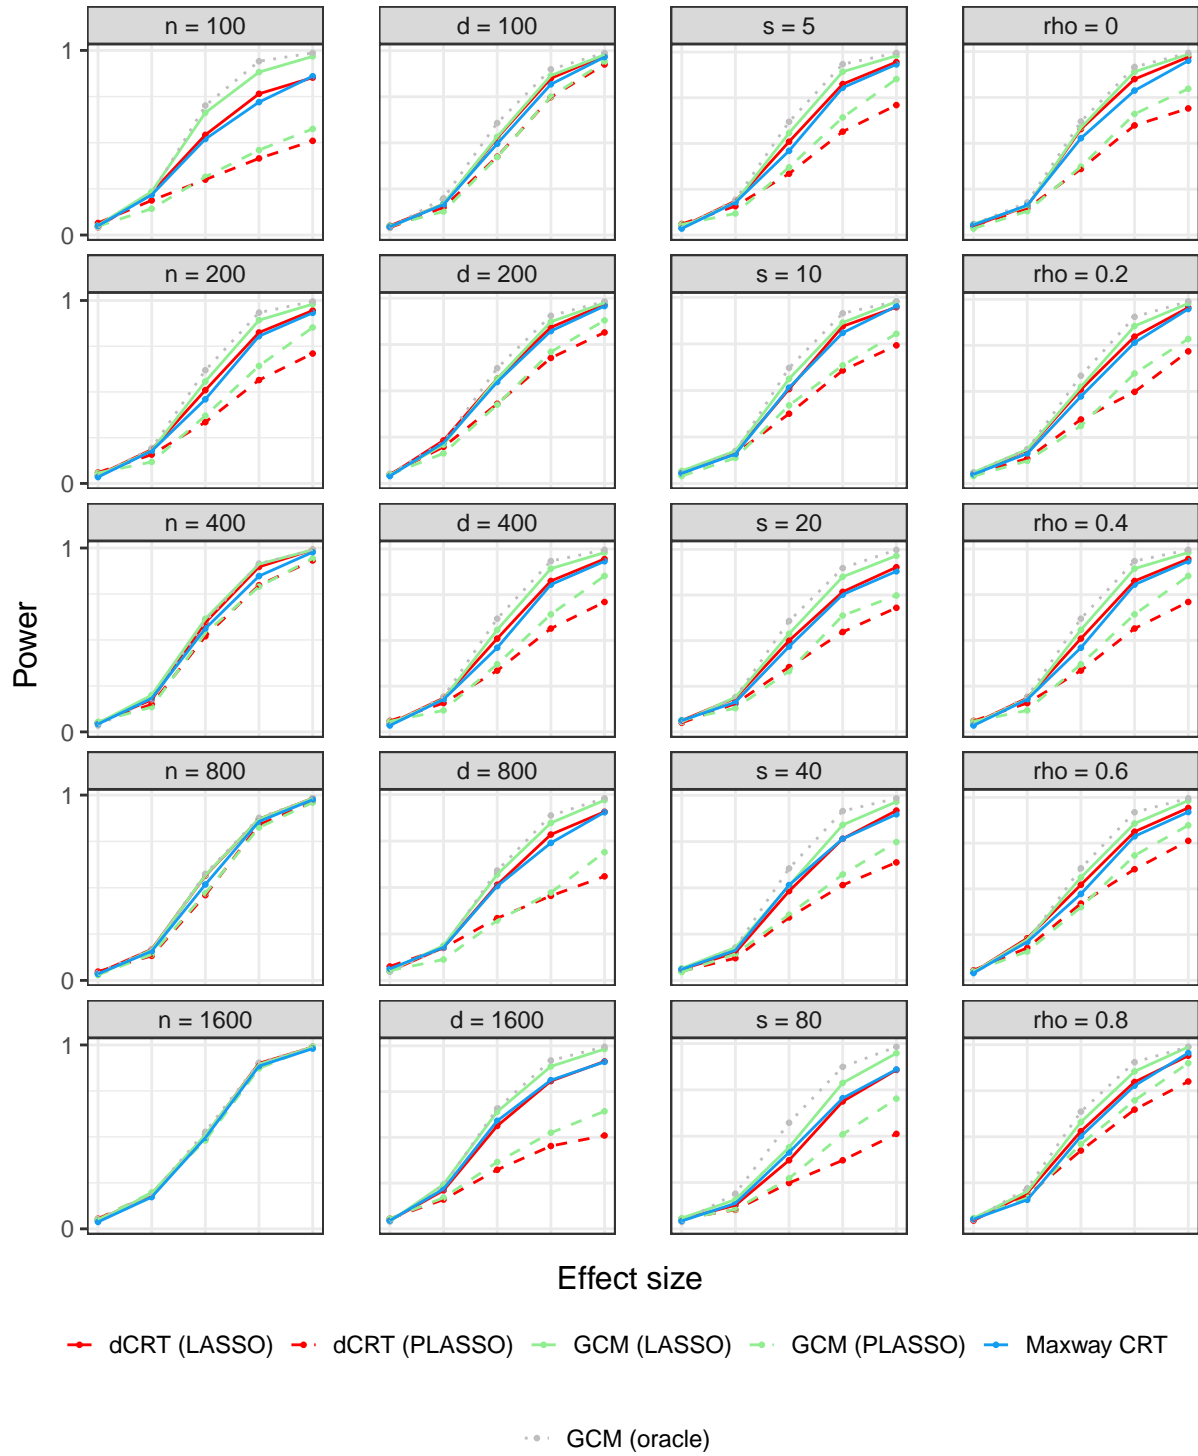 n = 100
d = 100
s = 5
rho = 0
1
0
n = 200
d = 200
s = 10
rho = 0.2
1
0
n = 400
d = 400
s = 20
rho = 0.4
1
0
n = 800
d = 800
s = 40
rho = 0.6
1
0
n = 1600
d = 1600
s = 80
rho = 0.8
1
0
Power
Effect size
dCRT (LASSO)
dCRT (PLASSO)
GCM (LASSO)
GCM (PLASSO)
Maxway CRT
GCM (oracle)